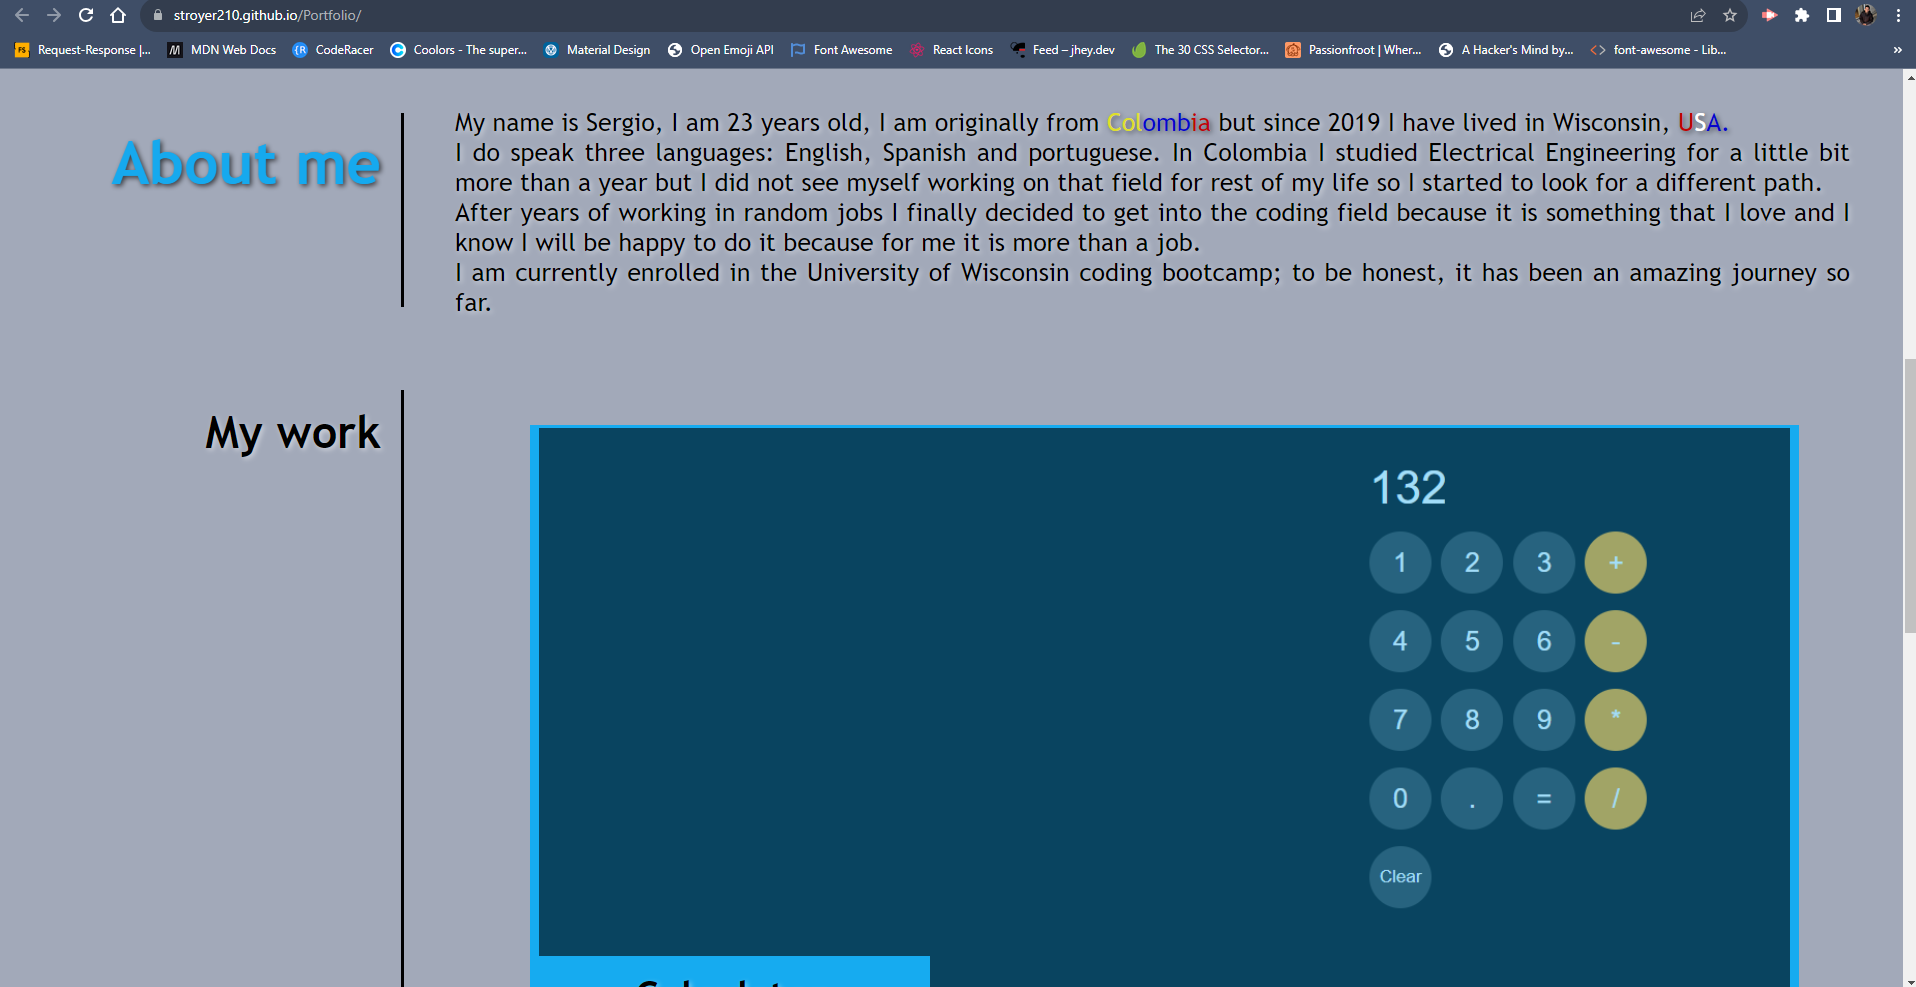 stroyer210.github.io/Portfolio/
Request-Response |... MDN Web Docs CodeRacer Coolors - The super... Material Design Open Emoji API Font Awesome React Icons Feed – jhey.dev The 30 CSS Selector... Passionfroot | Wher... A Hacker's Mind by... font-awesome - Lib... »
About me
My name is Sergio, I am 23 years old, I am originally from Colombia but since 2019 I have lived in Wisconsin, USA.
I do speak three languages: English, Spanish and portuguese. In Colombia I studied Electrical Engineering for a little bit
more than a year but I did not see myself working on that field for rest of my life so I started to look for a different path.
After years of working in random jobs I finally decided to get into the coding field because it is something that I love and I
know I will be happy to do it because for me it is more than a job.
I am currently enrolled in the University of Wisconsin coding bootcamp; to be honest, it has been an amazing journey so
far.
My work
132
1 2 3 +
4 5 6 -
7 8 9 *
0 . = /
Clear